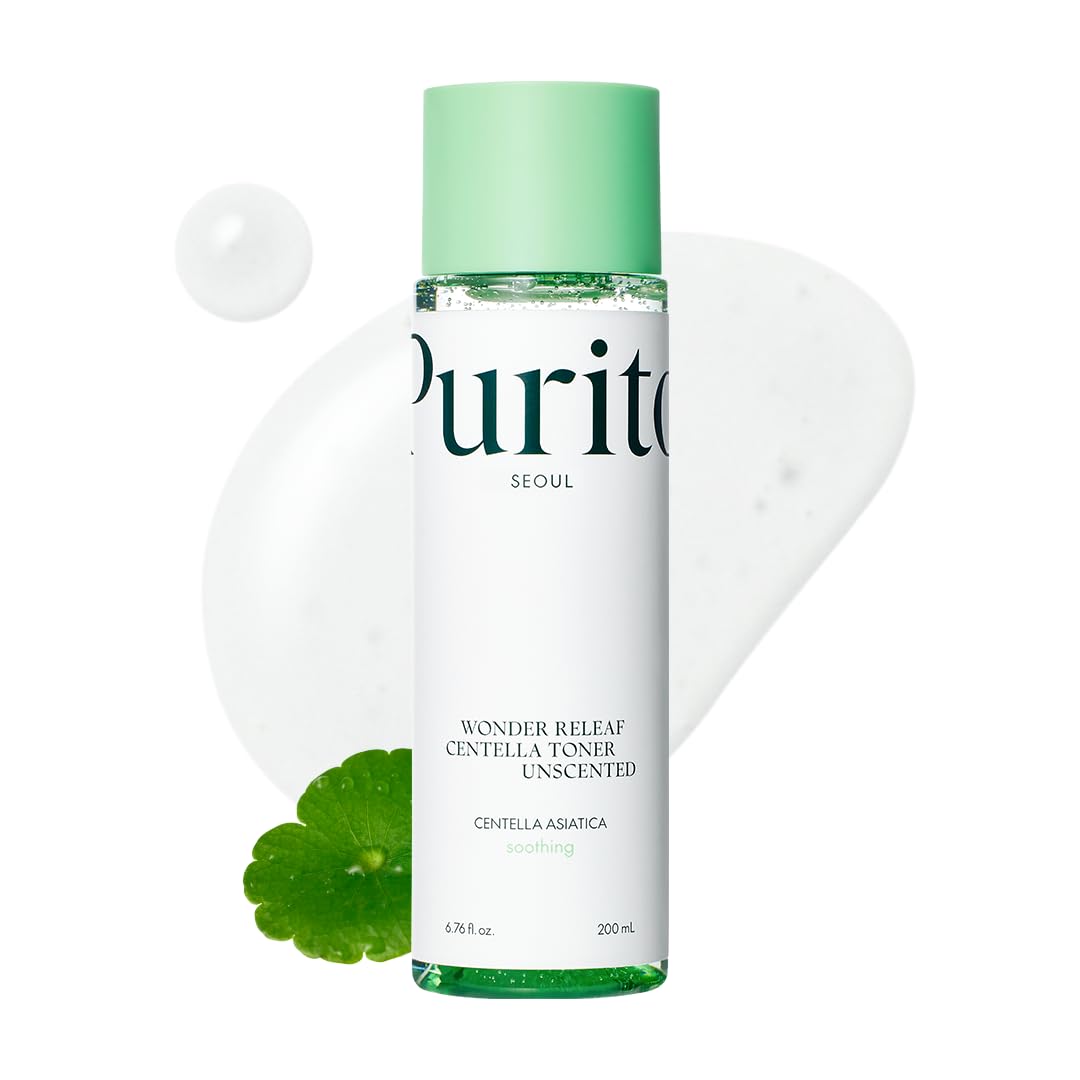 Purito
SEOUL
WONDER RELEAF
CENTELLA TONER
UNSCENTED
CENTELLA ASIATICA
soothing
6.76 fl. oz.
200 mL